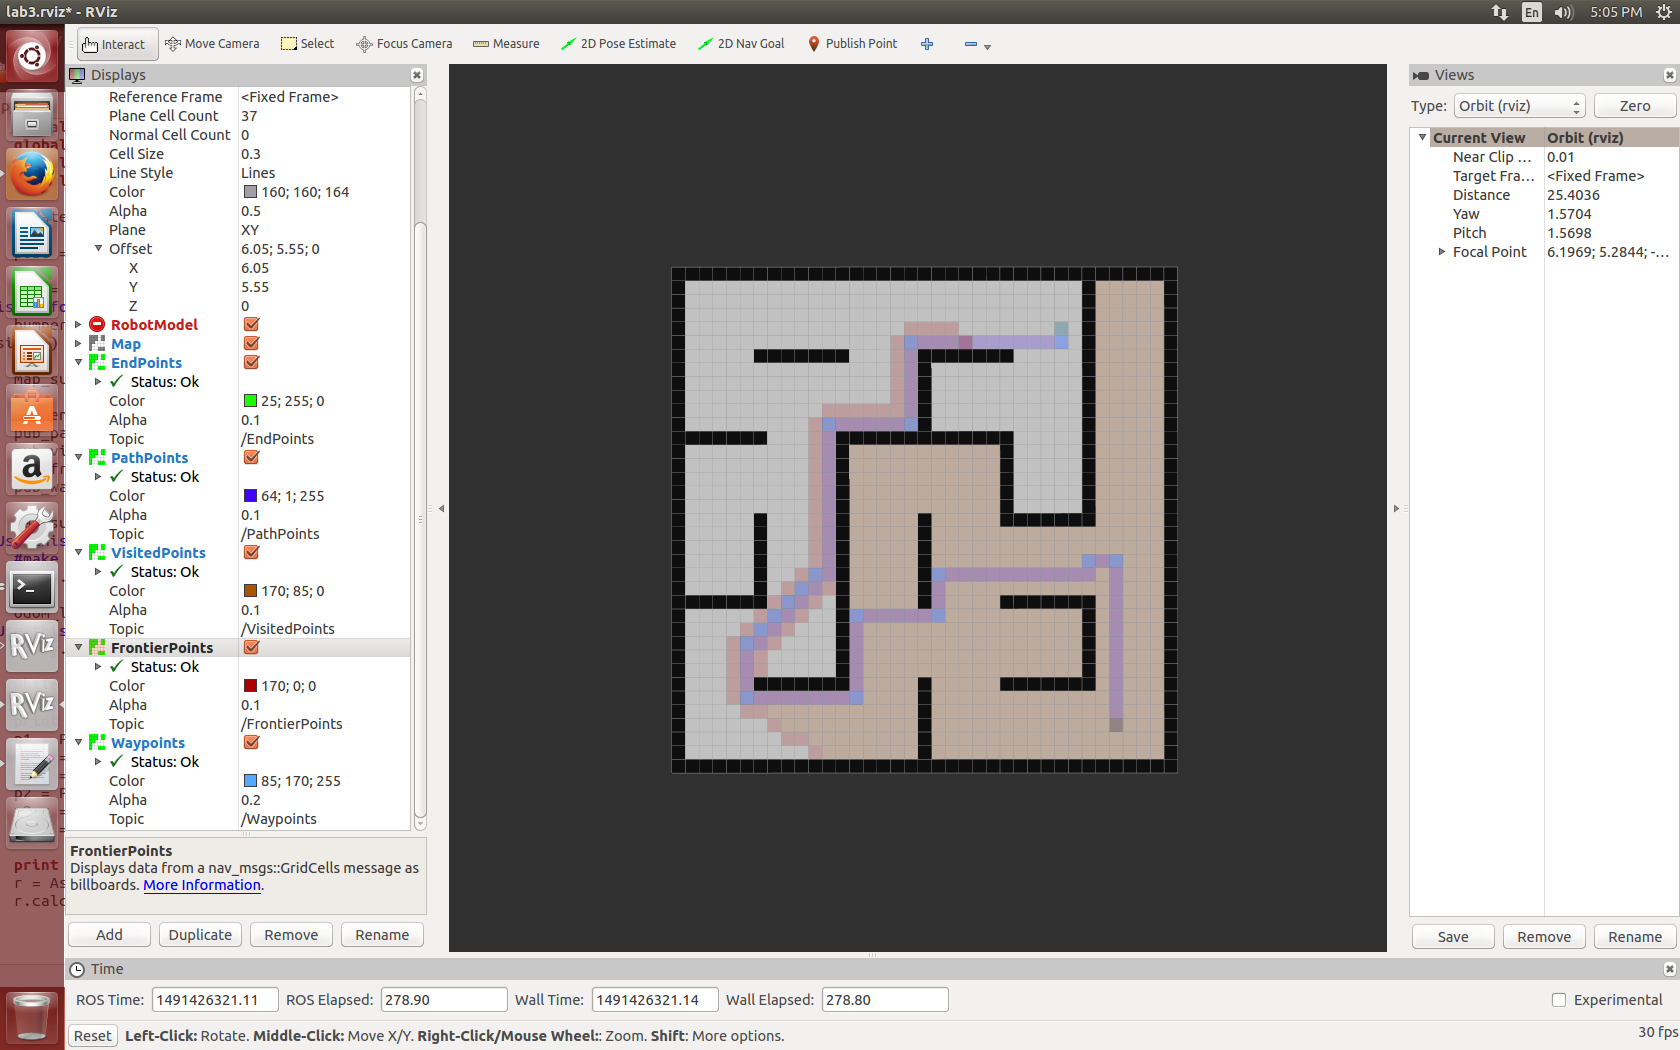 lab3.rviz* - RViz
En
5:05 PM
Interact
Move Camera
Select
Focus Camera
Measure
2D Pose Estimate
2D Nav Goal
Publish Point
Displays
Reference Frame <Fixed Frame>
Plane Cell Count 37
Normal Cell Count 0
Cell Size 0.3
Line Style Lines
Color 160; 160; 164
Alpha 0.5
Plane XY
Offset 6.05; 5.55; 0
X 6.05
Y 5.55
Z 0
RobotModel
Map
EndPoints
Status: Ok
Color 25; 255; 0
Alpha 0.1
Topic /EndPoints
PathPoints
Status: Ok
Color 64; 1; 255
Alpha 0.1
Topic /PathPoints
VisitedPoints
Status: Ok
Color 170; 85; 0
Alpha 0.1
Topic /VisitedPoints
FrontierPoints
Status: Ok
Color 170; 0; 0
Alpha 0.1
Topic /FrontierPoints
Waypoints
Status: Ok
Color 85; 170; 255
Alpha 0.2
Topic /Waypoints
FrontierPoints
Displays data from a nav_msgs::GridCells message as
billboards. More Information.
Add
Duplicate
Remove
Rename
print
r = As
r.calc
RViz
RViz
Views
Type: Orbit (rviz)
Zero
Current View Orbit (rviz)
Near Clip ... 0.01
Target Fra... <Fixed Frame>
Distance 25.4036
Yaw 1.5704
Pitch 1.5698
Focal Point 6.1969; 5.2844; -...
Save
Remove
Rename
Time
ROS Time: 1491426321.11
ROS Elapsed: 278.90
Wall Time: 1491426321.14
Wall Elapsed: 278.80
Experimental
Reset
Left-Click: Rotate. Middle-Click: Move X/Y. Right-Click/Mouse Wheel:: Zoom. Shift: More options.
30 fps